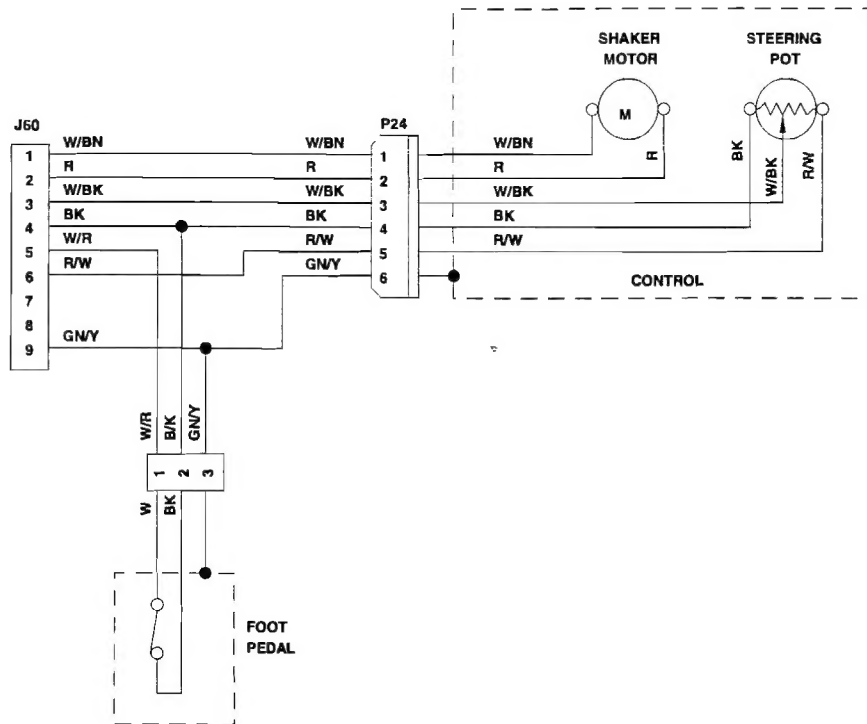 SHAKER
MOTOR
STEERING
POT
J60
P24
M
1 W/BN W/BN 1 W/BN
2 R R 2 R
3 W/BK W/BK 3 W/BK
4 BK BK 4 BK
5 W/R R/W 5 R/W
6 R/W GN/Y 6
7
8
9 GN/Y
R
BK
W/BK
R/W
CONTROL
W/R B/K GN/Y
1 2 3
W BK
FOOT
PEDAL